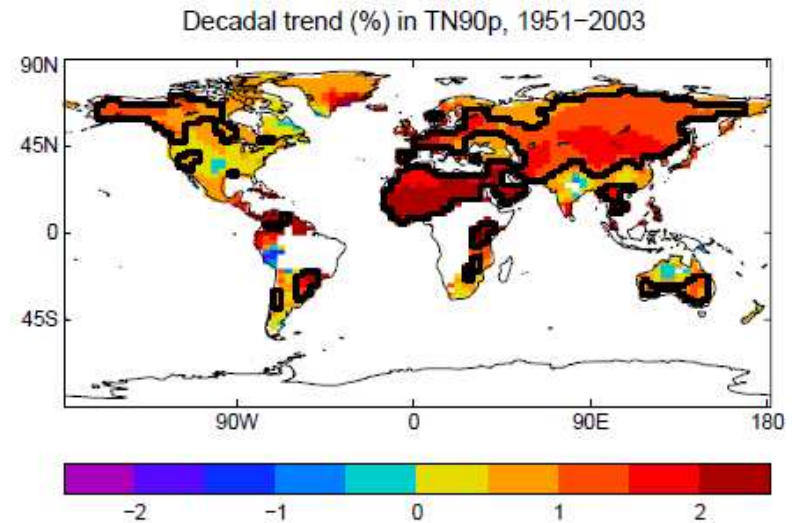 Decadal trend (%) in TN90p, 1951−2003
90N
45N
0
45S
90W 0 90E 180
−2 −1 0 1 2